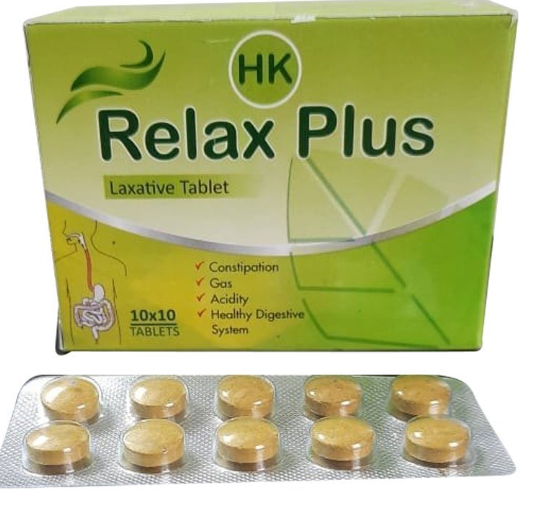 HK
Relax Plus
Laxative Tablet
✓ Constipation
✓ Gas
✓ Acidity
✓ Healthy Digestive
System
10x10
TABLETS